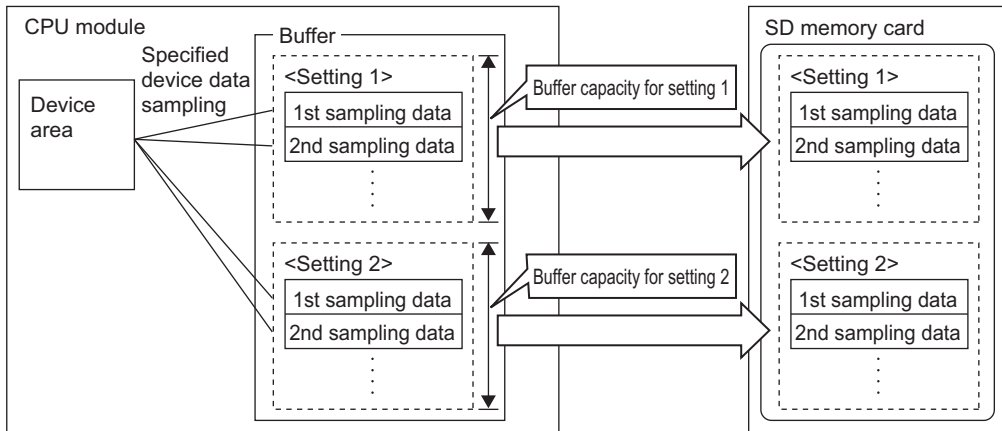 CPU module
Device
area
Specified
device data
sampling
Buffer
<Setting 1>
1st sampling data
2nd sampling data
Buffer capacity for setting 1
<Setting 2>
1st sampling data
2nd sampling data
Buffer capacity for setting 2
SD memory card
<Setting 1>
1st sampling data
2nd sampling data
<Setting 2>
1st sampling data
2nd sampling data